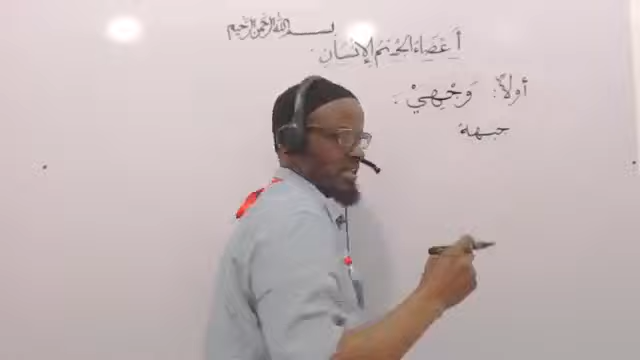 بسم الله الرحمن الرحيم
أَعْضَاءُ الجِسْمُ الإِنْسَانِ.
أولاً: وَجْهِيْ:
جبهة